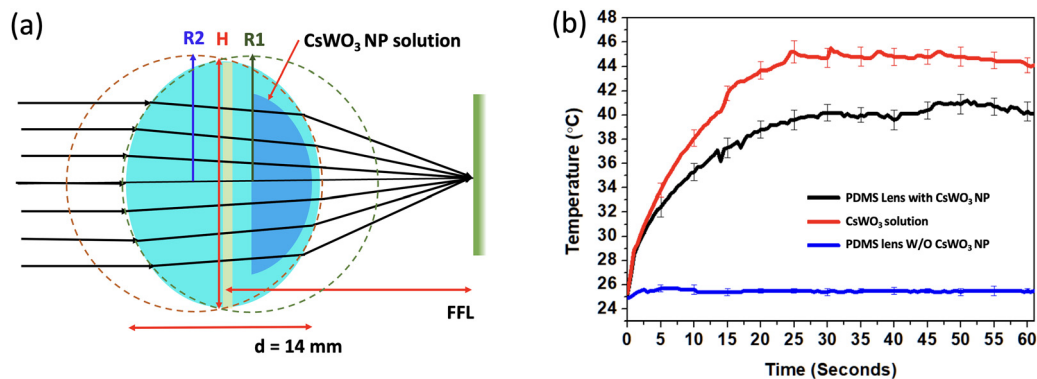 (a)
R2 H R1
CsWO₃ NP solution
FFL
d = 14 mm
(b)
Temperature (°C)
48
46
44
42
40
38
36
34
32
30
28
26
24
PDMS Lens with CsWO₃ NP
CsWO₃ solution
PDMS lens W/O CsWO₃ NP
0 5 10 15 20 25 30 35 40 45 50 55 60
Time (Seconds)